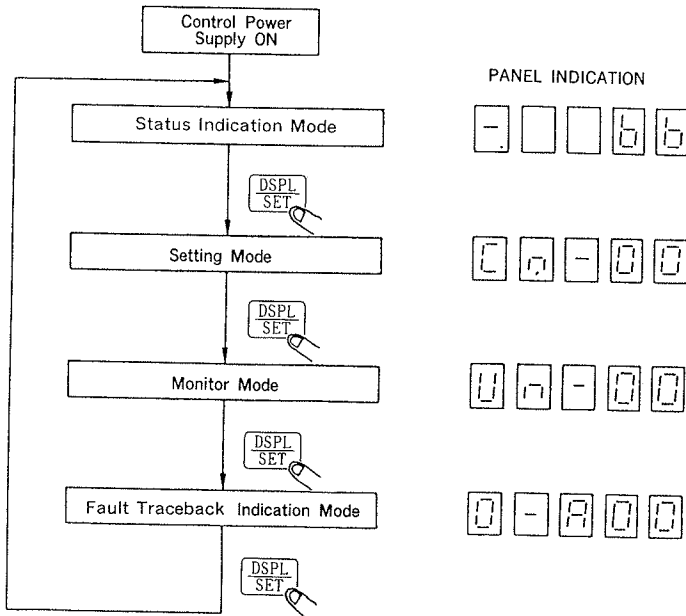 Control Power
Supply ON
PANEL INDICATION
Status Indication Mode
-. bb
DSPL
SET
Setting Mode
Cn-00
DSPL
SET
Monitor Mode
Un-00
DSPL
SET
Fault Traceback Indication Mode
0-A00
DSPL
SET